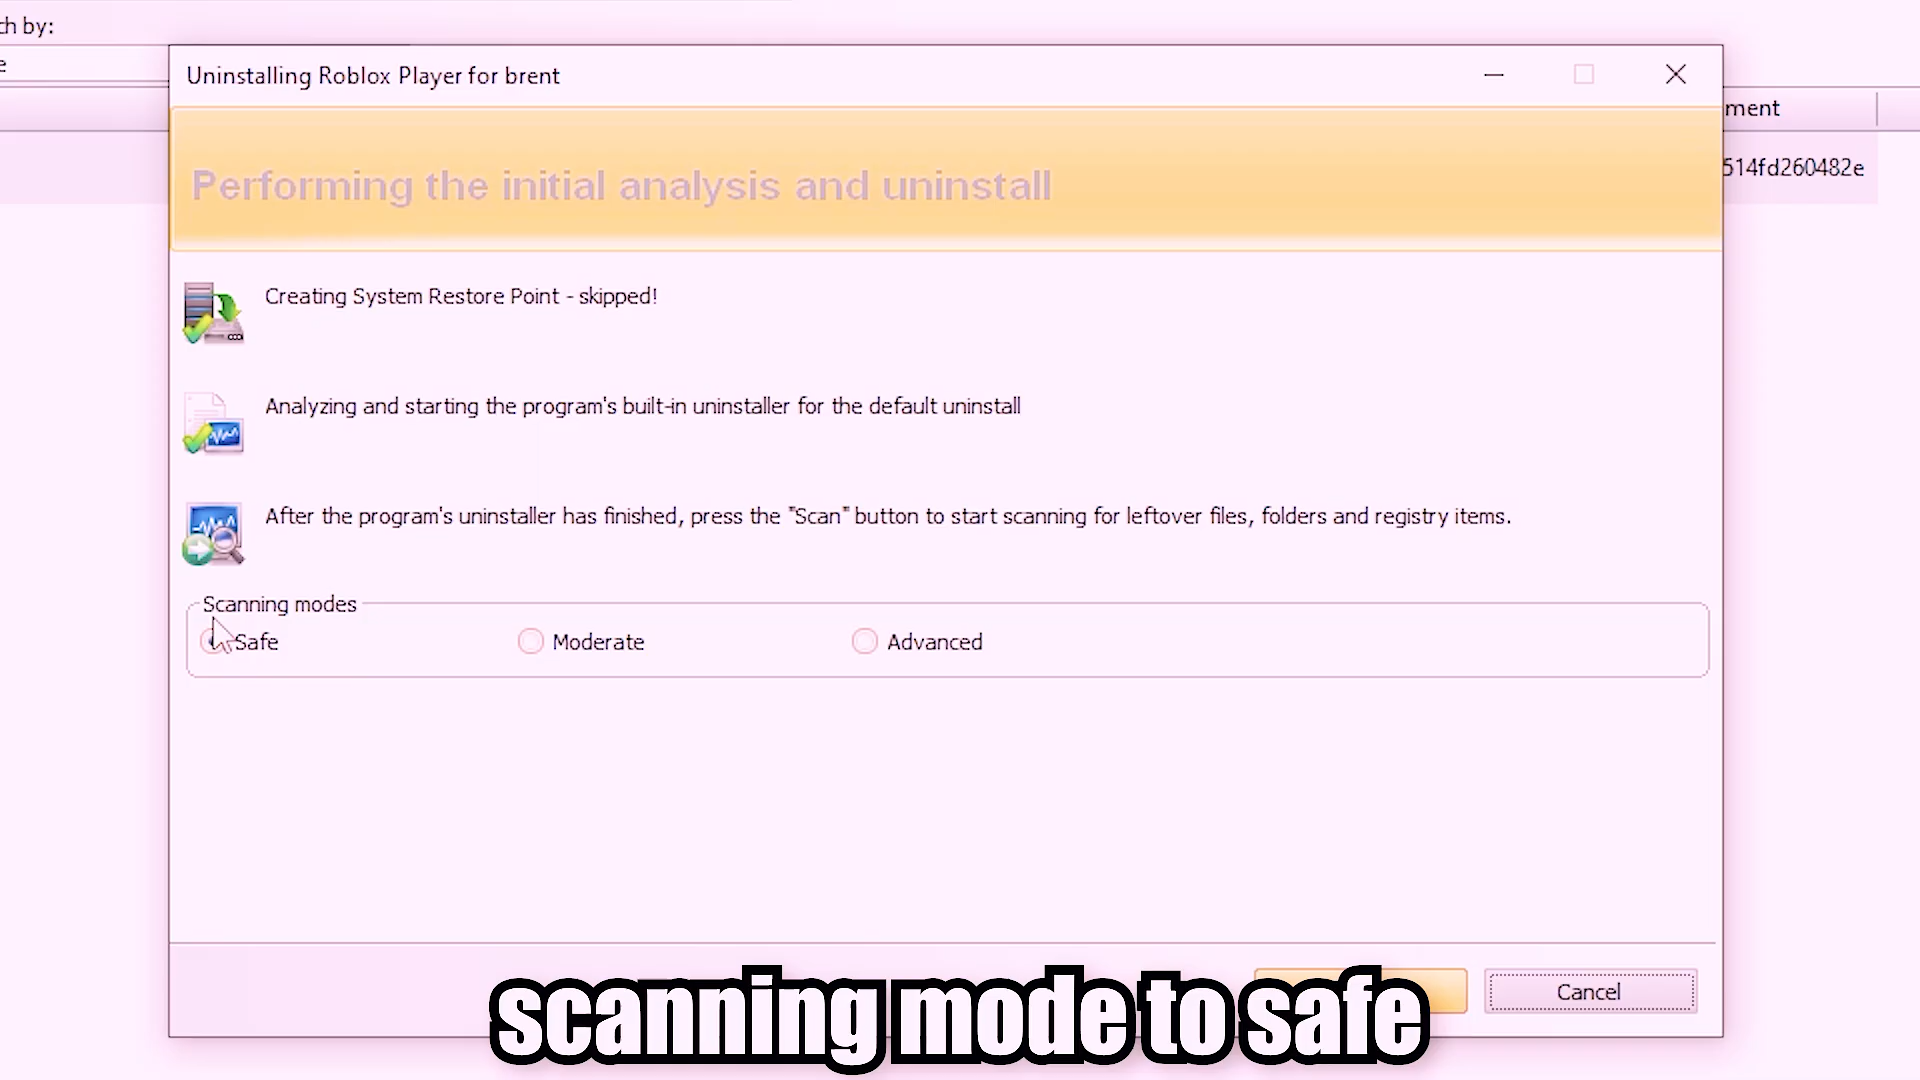 ch by:
e
Uninstalling Roblox Player for brent
ment
Performing the initial analysis and uninstall
514fd260482e
Creating System Restore Point - skipped!
Analyzing and starting the program's built-in uninstaller for the default uninstall
After the program's uninstaller has finished, press the "Scan" button to start scanning for leftover files, folders and registry items.
Scanning modes
Safe
Moderate
Advanced
Cancel
scanning mode to safe